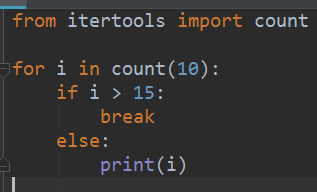 from itertools import count
for i in count(10):
    if i > 15:
        break
    else:
        print(i)